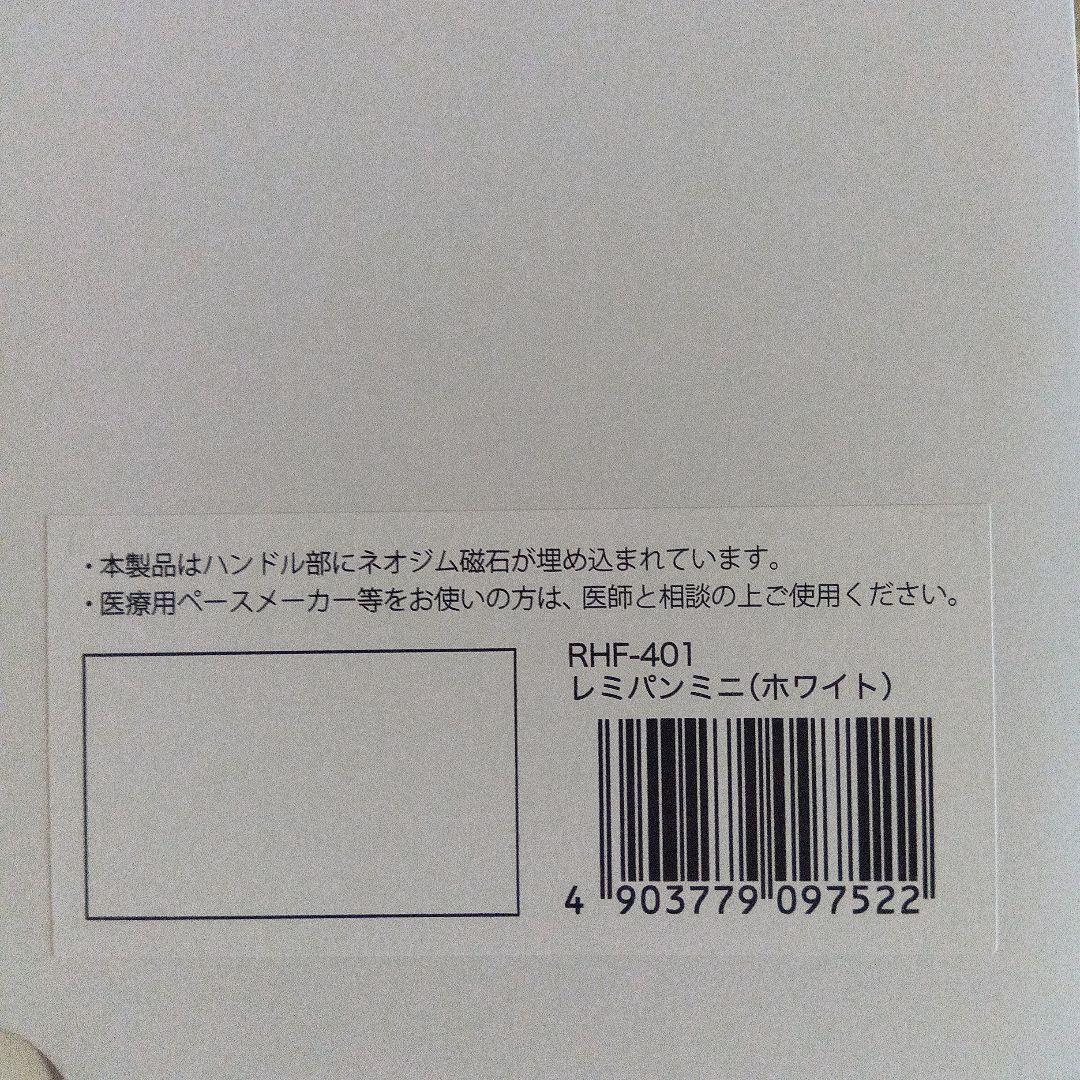 ・本製品はハンドル部にネオジム磁石が埋め込まれています。
・医療用ペースメーカー等をお使いの方は、医師と相談の上ご使用ください。
RHF-401
レミパンミニ(ホワイト)
4 903779 097522